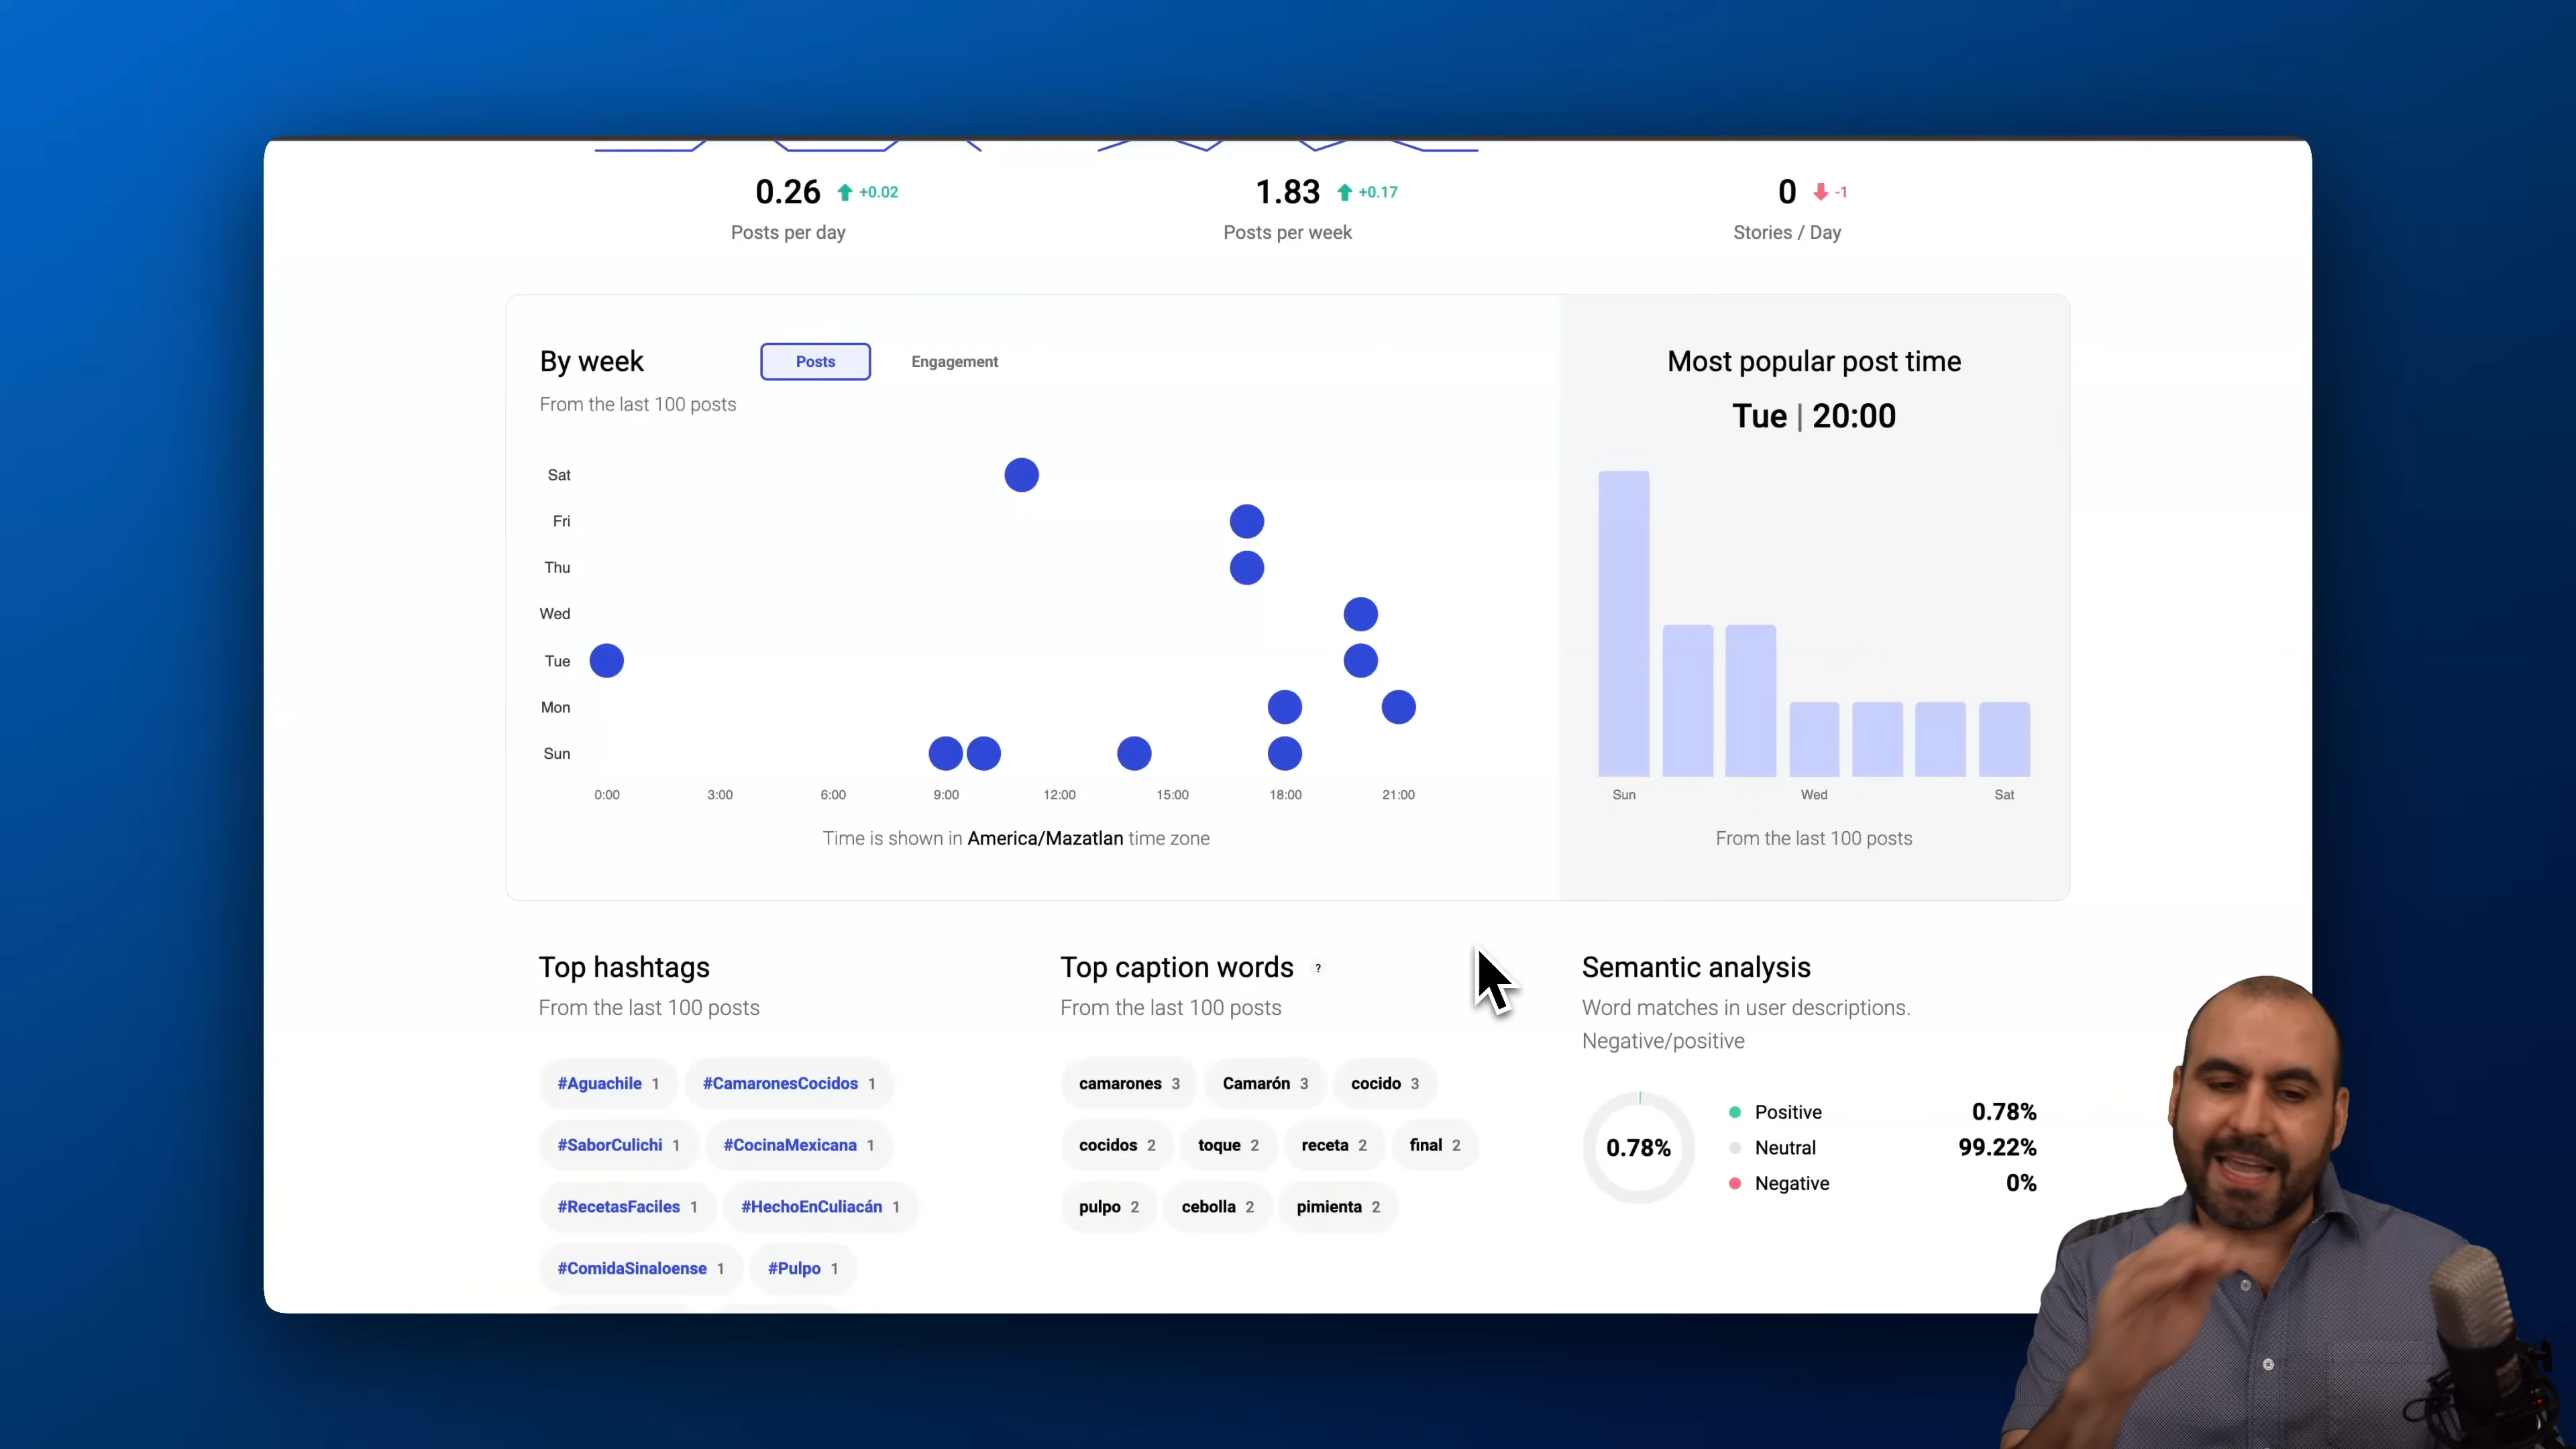 0.26 +0.02
Posts per day
1.83 +0.17
Posts per week
0 -1
Stories / Day
By week
Posts
Engagement
From the last 100 posts
Sat
Fri
Thu
Wed
Tue
Mon
Sun
0:00 3:00 6:00 9:00 12:00 15:00 18:00 21:00
Time is shown in America/Mazatlan time zone
Most popular post time
Tue | 20:00
Sun Wed Sat
From the last 100 posts
Top hashtags
From the last 100 posts
#Aguachile 1 #CamaronesCocidos 1
#SaborCulichi 1 #CocinaMexicana 1
#RecetasFaciles 1 #HechoEnCuliacán 1
#ComidaSinaloense 1 #Pulpo 1
Top caption words ?
From the last 100 posts
camarones 3 Camarón 3 cocido 3
cocidos 2 toque 2 receta 2 final 2
pulpo 2 cebolla 2 pimienta 2
Semantic analysis
Word matches in user descriptions.
Negative/positive
0.78%
Positive 0.78%
Neutral 99.22%
Negative 0%